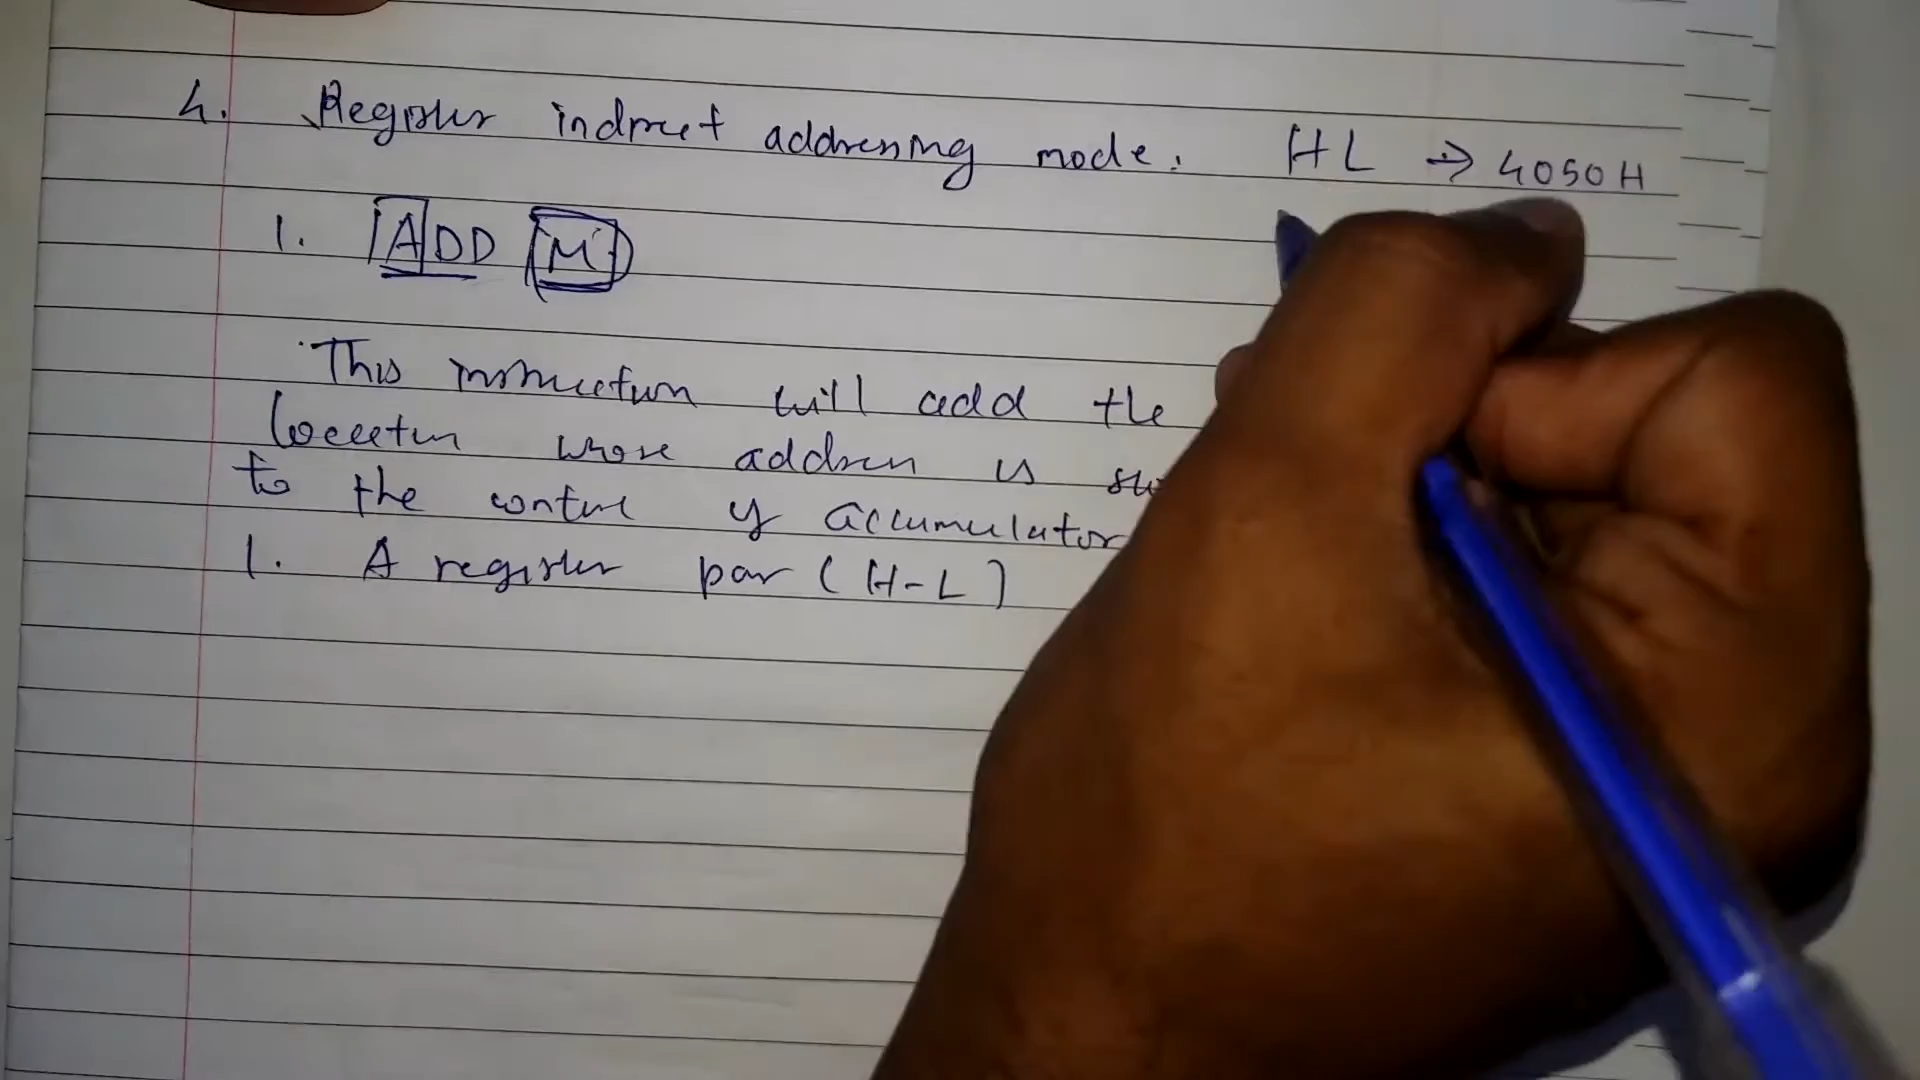 4. Register indirect addressing mode. HL → 4050H
1. ADD M
This instruction will add the
location whose address is
to the content of accumulator
1. A register pair (H-L)